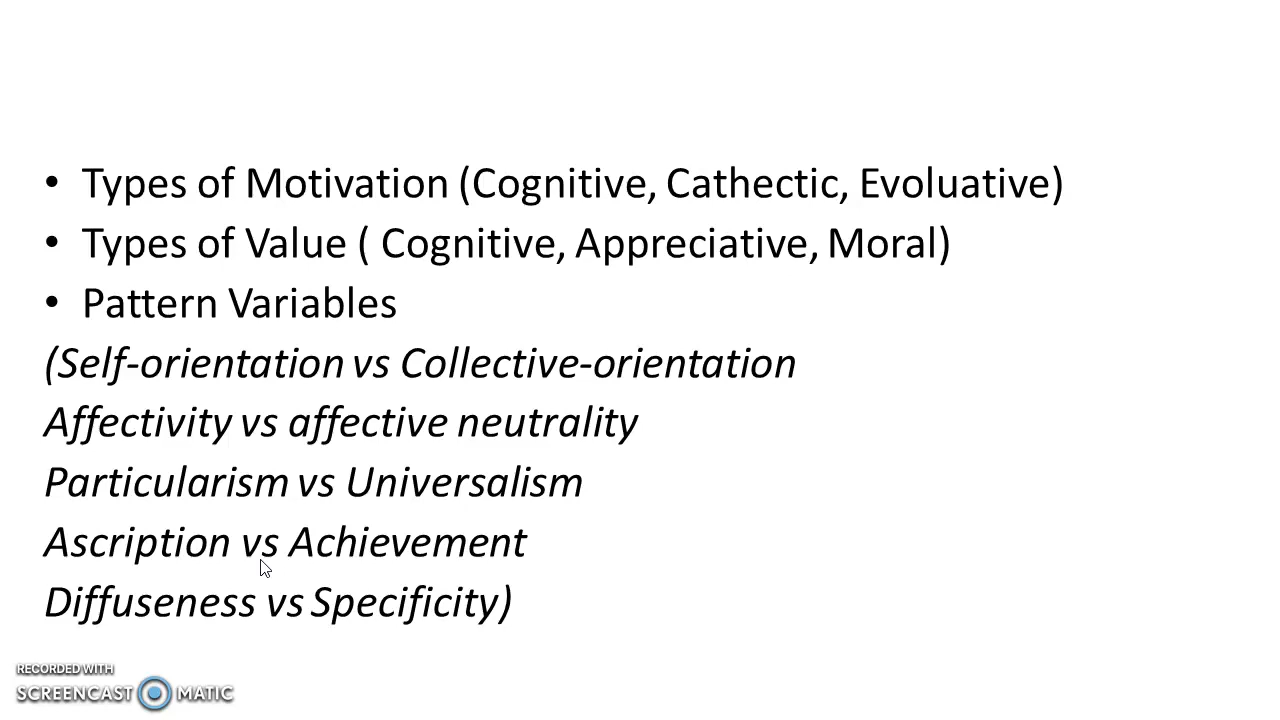 • Types of Motivation (Cognitive, Cathectic, Evoluative)
• Types of Value ( Cognitive, Appreciative, Moral)
• Pattern Variables
(Self-orientation vs Collective-orientation
Affectivity vs affective neutrality
Particularism vs Universalism
Ascription vs Achievement
Diffuseness vs Specificity)
RECORDED WITH
SCREENCAST MATIC